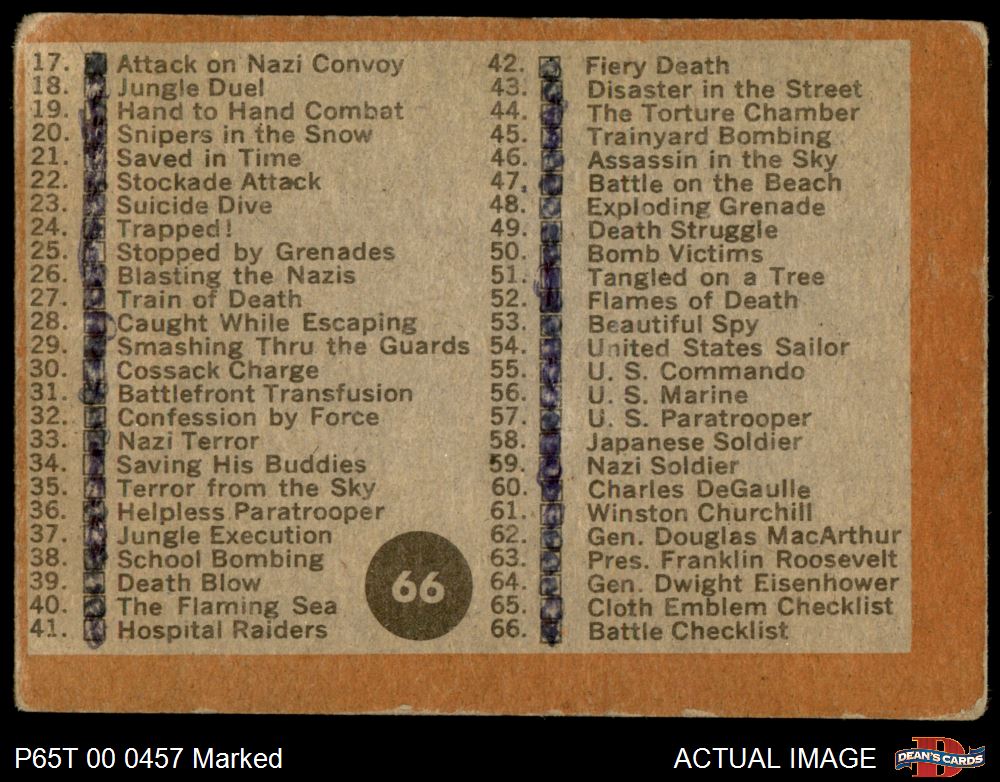 17. Attack on Nazi Convoy
18. Jungle Duel
19. Hand to Hand Combat
20. Snipers in the Snow
21. Saved in Time
22. Stockade Attack
23. Suicide Dive
24. Trapped!
25. Stopped by Grenades
26. Blasting the Nazis
27. Train of Death
28. Caught While Escaping
29. Smashing Thru the Guards
30. Cossack Charge
31. Battlefront Transfusion
32. Confession by Force
33. Nazi Terror
34. Saving His Buddies
35. Terror from the Sky
36. Helpless Paratrooper
37. Jungle Execution
38. School Bombing
39. Death Blow
40. The Flaming Sea
41. Hospital Raiders
66
42. Fiery Death
43. Disaster in the Street
44. The Torture Chamber
45. Trainyard Bombing
46. Assassin in the Sky
47. Battle on the Beach
48. Exploding Grenade
49. Death Struggle
50. Bomb Victims
51. Tangled on a Tree
52. Flames of Death
53. Beautiful Spy
54. United States Sailor
55. U. S. Commando
56. U. S. Marine
57. U. S. Paratrooper
58. Japanese Soldier
59. Nazi Soldier
60. Charles DeGaulle
61. Winston Churchill
62. Gen. Douglas MacArthur
63. Pres. Franklin Roosevelt
64. Gen. Dwight Eisenhower
65. Cloth Emblem Checklist
66. Battle Checklist
P65T 00 0457 Marked
ACTUAL IMAGE
D
DEAN'S CARDS